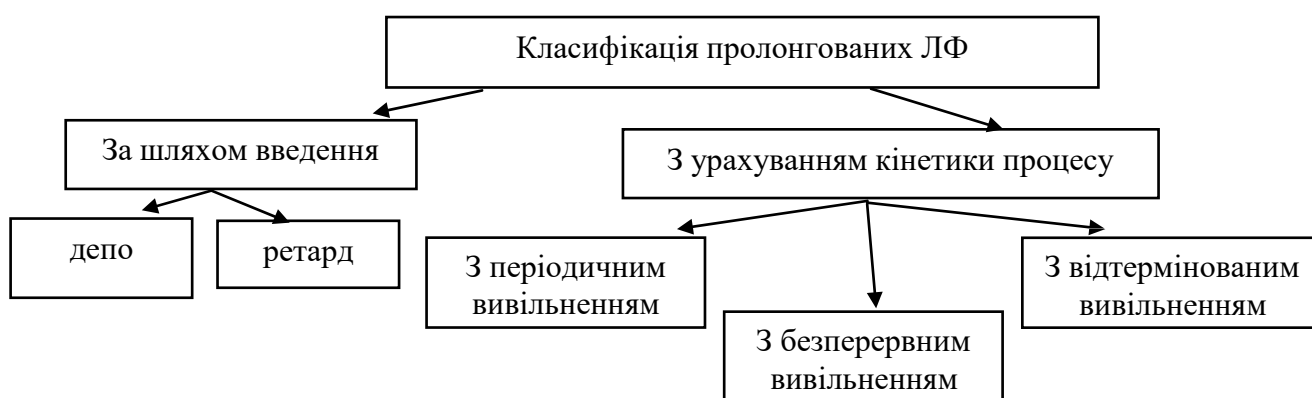 Класифікація пролонгованих ЛФ
За шляхом введення
З урахуванням кінетики процесу
депо
ретард
З періодичним
вивільненням
З безперервним
вивільненням
З відтермінованим
вивільненням